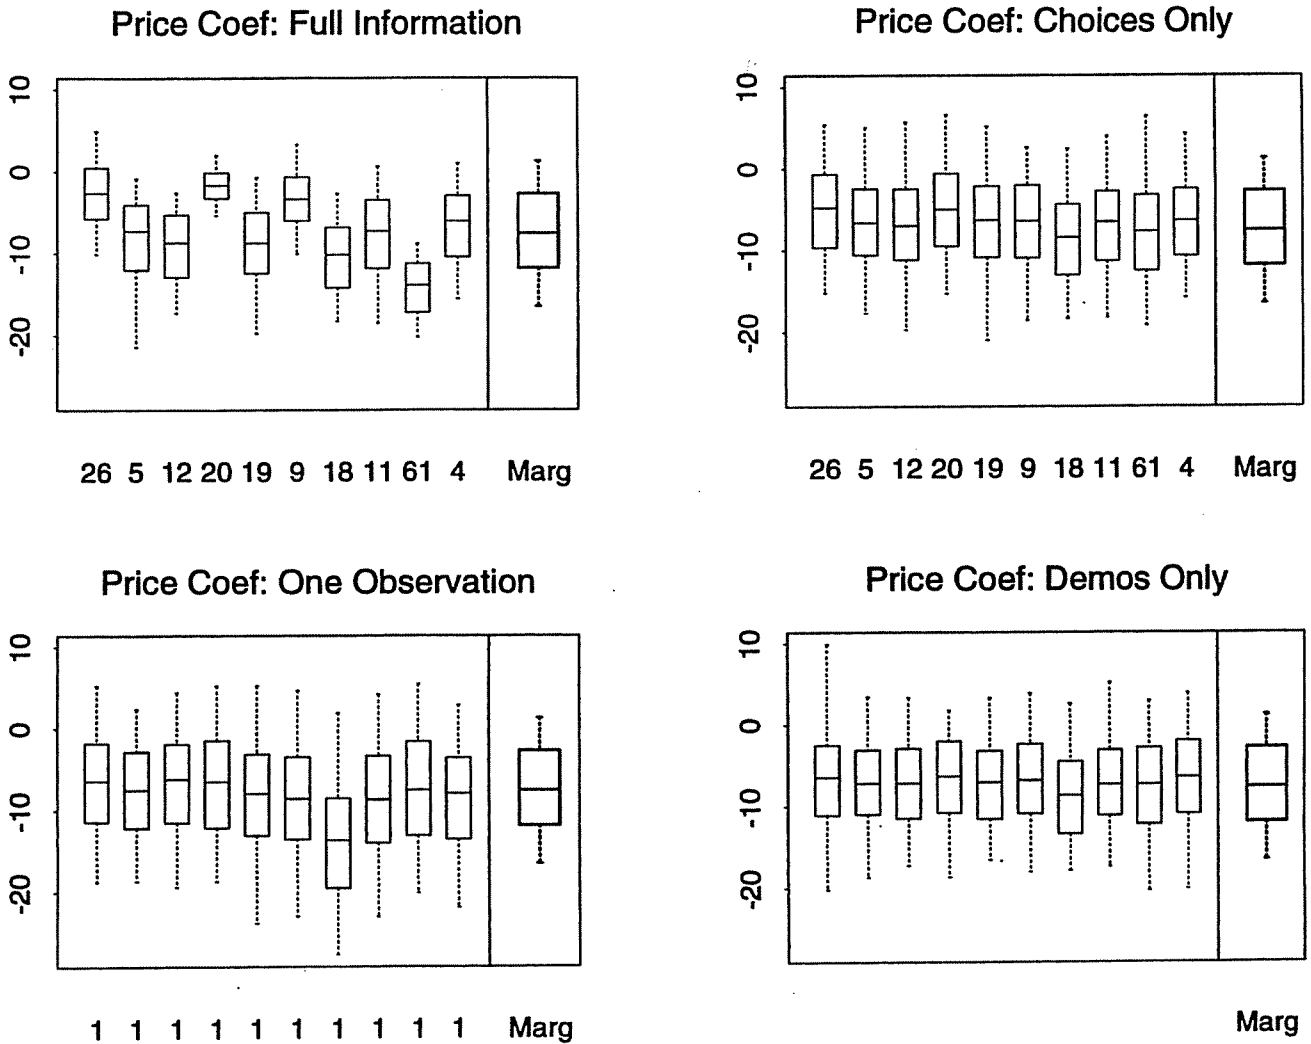 Price Coef: Full Information
10
0
-10
-20
26 5 12 20 19 9 18 11 61 4 Marg
Price Coef: Choices Only
10
0
-10
-20
26 5 12 20 19 9 18 11 61 4 Marg
Price Coef: One Observation
10
0
-10
-20
1 1 1 1 1 1 1 1 1 1 Marg
Price Coef: Demos Only
10
0
-10
-20
Marg